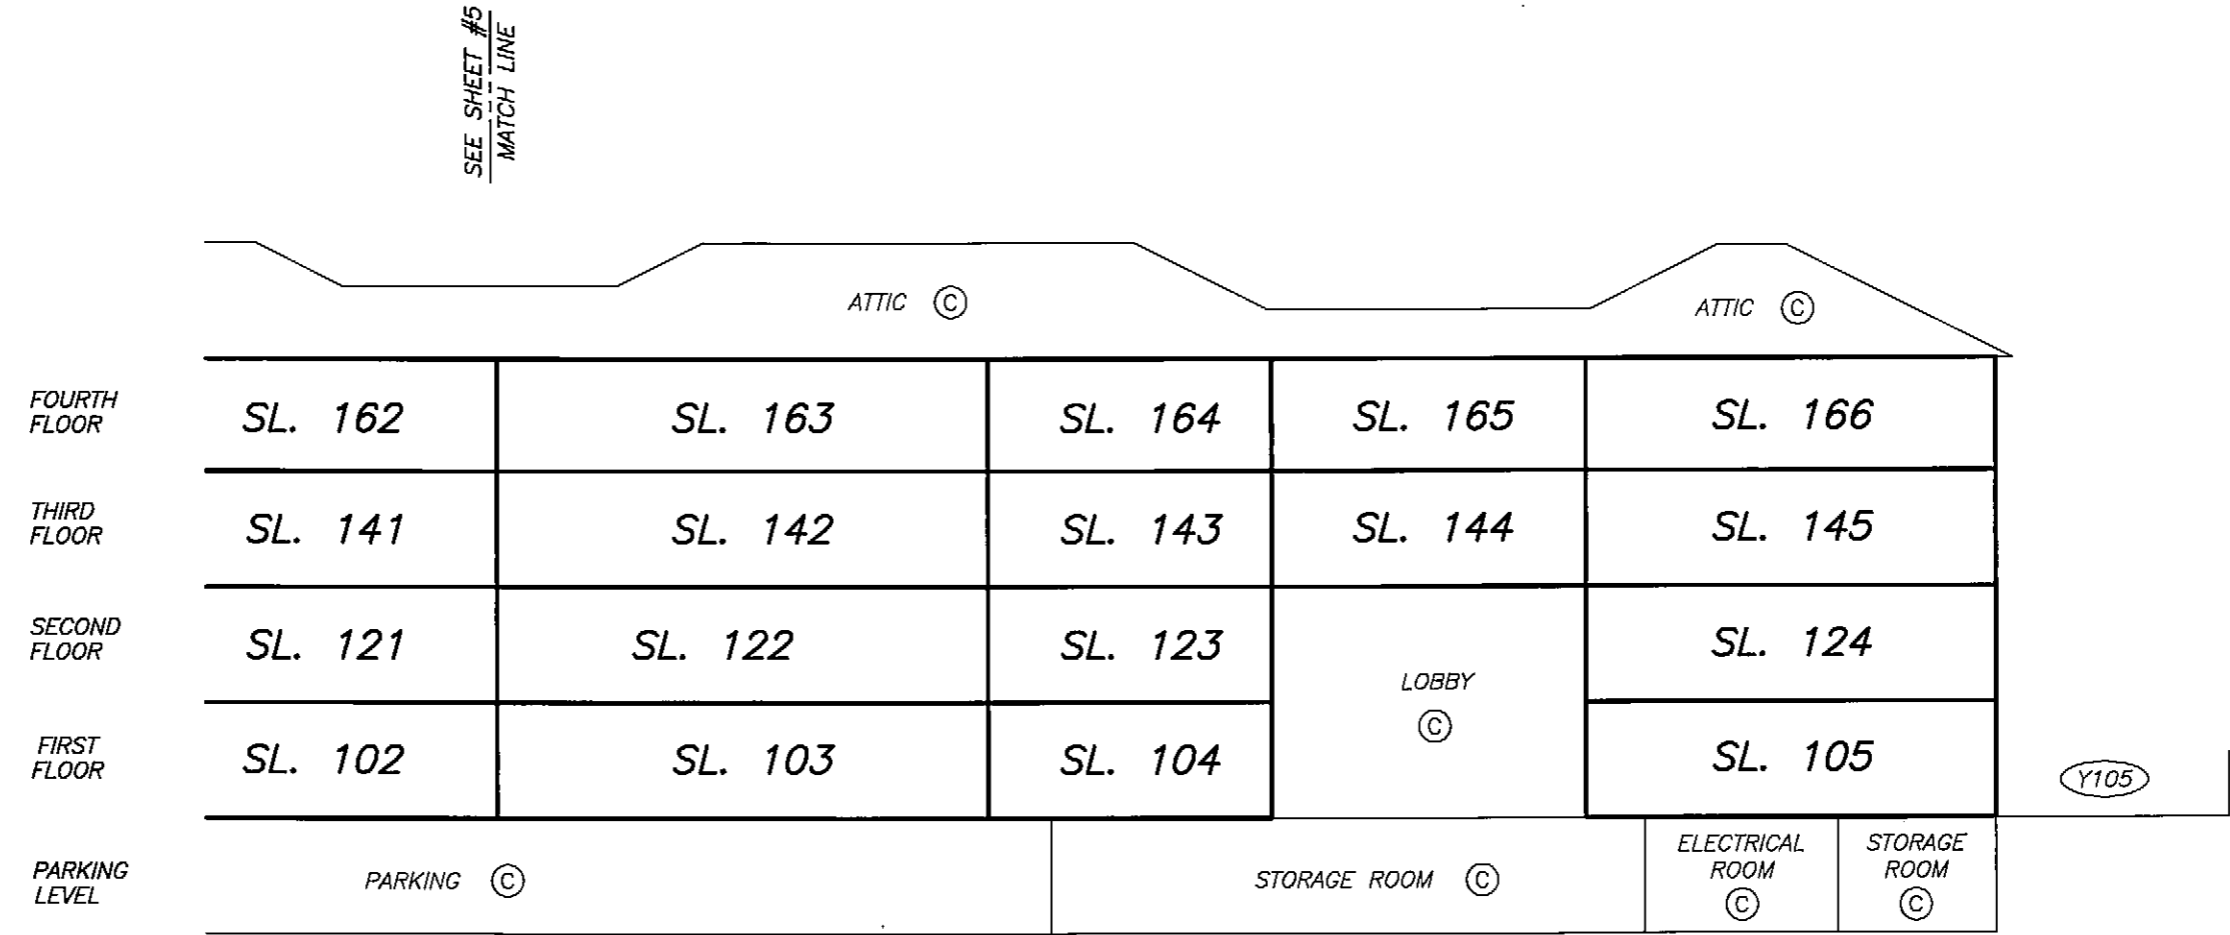 SEE SHEET #5
MATCH LINE
ATTIC C
ATTIC C
FOURTH
FLOOR
SL. 162
SL. 163
SL. 164
SL. 165
SL. 166
THIRD
FLOOR
SL. 141
SL. 142
SL. 143
SL. 144
SL. 145
SECOND
FLOOR
SL. 121
SL. 122
SL. 123
SL. 124
LOBBY
C
FIRST
FLOOR
SL. 102
SL. 103
SL. 104
SL. 105
Y105
PARKING
LEVEL
PARKING C
STORAGE ROOM C
ELECTRICAL
ROOM
C
STORAGE
ROOM
C